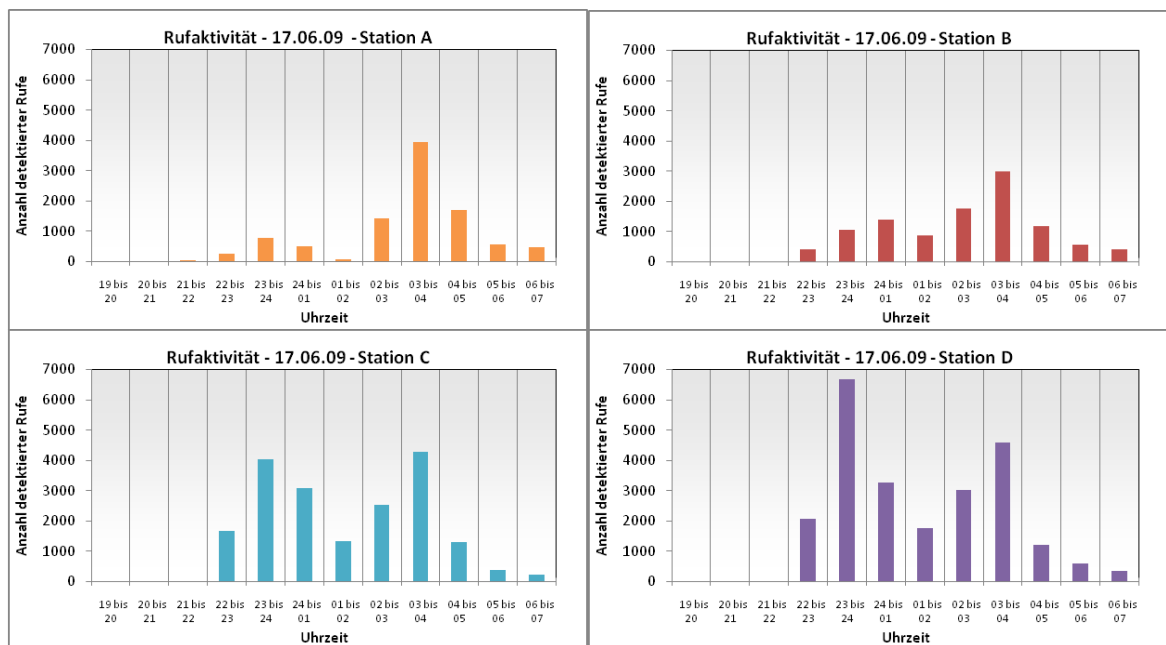 Rufaktivität - 17.06.09 - Station A
Anzahl detektierter Rufe
7000
6000
5000
4000
3000
2000
1000
0
19 bis 20 bis 21 bis 22 bis 23 bis 24 bis 01 bis 02 bis 03 bis 04 bis 05 bis 06 bis
20 21 22 23 24 01 02 03 04 05 06 07
Uhrzeit
Rufaktivität - 17.06.09 - Station B
Anzahl detektierter Rufe
7000
6000
5000
4000
3000
2000
1000
0
19 bis 20 bis 21 bis 22 bis 23 bis 24 bis 01 bis 02 bis 03 bis 04 bis 05 bis 06 bis
20 21 22 23 24 01 02 03 04 05 06 07
Uhrzeit
Rufaktivität - 17.06.09 - Station C
Anzahl detektierter Rufe
7000
6000
5000
4000
3000
2000
1000
0
19 bis 20 bis 21 bis 22 bis 23 bis 24 bis 01 bis 02 bis 03 bis 04 bis 05 bis 06 bis
20 21 22 23 24 01 02 03 04 05 06 07
Uhrzeit
Rufaktivität - 17.06.09 - Station D
Anzahl detektierter Rufe
7000
6000
5000
4000
3000
2000
1000
0
19 bis 20 bis 21 bis 22 bis 23 bis 24 bis 01 bis 02 bis 03 bis 04 bis 05 bis 06 bis
20 21 22 23 24 01 02 03 04 05 06 07
Uhrzeit